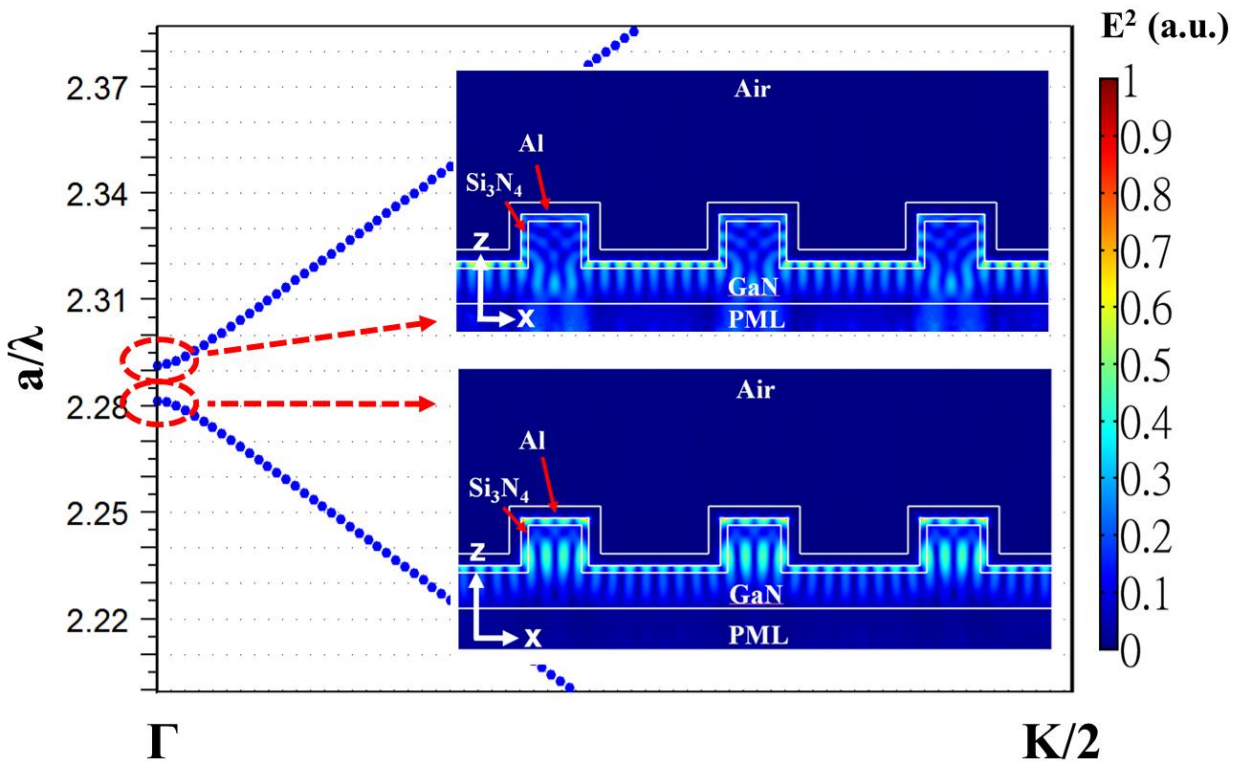 E² (a.u.)
a/λ
2.37
2.34
2.31
2.28
2.25
2.22
Γ
K/2
Air
Al
Si₃N₄
Z
GaN
X
PML
Air
Al
Si₃N₄
Z
GaN
X
PML
1
0.9
0.8
0.7
0.6
0.5
0.4
0.3
0.2
0.1
0